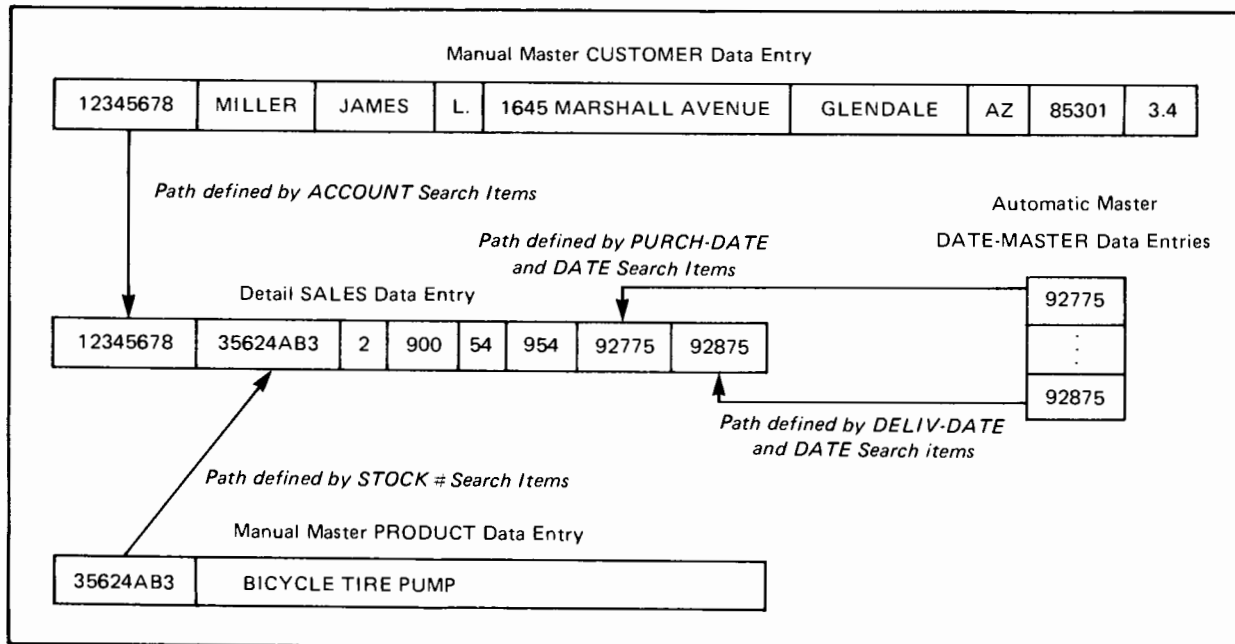 Manual Master CUSTOMER Data Entry
12345678 MILLER JAMES L. 1645 MARSHALL AVENUE GLENDALE AZ 85301 3.4
Path defined by ACCOUNT Search Items
Automatic Master
DATE-MASTER Data Entries
Path defined by PURCH-DATE
and DATE Search Items
92775
⋮
92875
Detail SALES Data Entry
12345678 35624AB3 2 900 54 954 92775 92875
Path defined by DELIV-DATE
and DATE Search items
Path defined by STOCK # Search Items
Manual Master PRODUCT Data Entry
35624AB3 BICYCLE TIRE PUMP